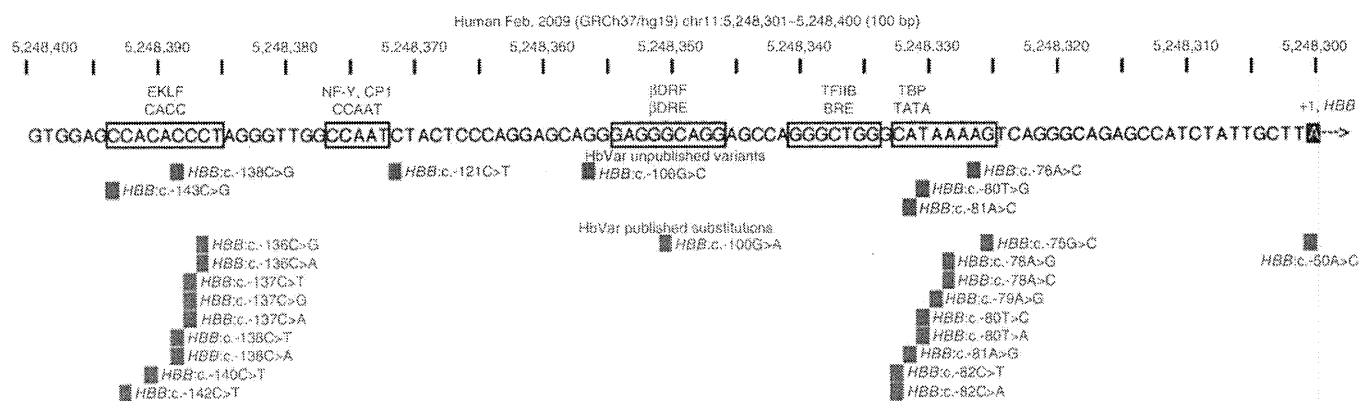 Human Feb. 2009 (GRCh37/hg19) chr11:5,248,301–5,248,400 (100 bp)
5,248,400 5,248,390 5,248,380 5,248,370 5,248,360 5,248,350 5,248,340 5,248,330 5,248,320 5,248,310 5,248,300
EKLF NF-Y, CP1 βDRF TFIIB TBP
CACC CCAAT βDRE BRE TATA +1, HBB
GTGGAGCCACACCCTAGGGTTGGCCAATCTACTCCCAGGAGCAGGGAGGGCAGGAGCCAGGGCTGGGCATAAAAGTCAGGGCAGAGCCATCTATTGCTTA--->
HbVar unpublished variants
HBB:c.-138C>G HBB:c.-121C>T HBB:c.-106G>C HBB:c.-76A>C
HBB:c.-143C>G HBB:c.-80T>G
HBB:c.-81A>C
HbVar published substitutions
HBB:c.-136C>G HBB:c.-100G>A HBB:c.-75G>C
HBB:c.-136C>A HBB:c.-78A>G HBB:c.-50A>C
HBB:c.-137C>T HBB:c.-78A>C
HBB:c.-137C>G HBB:c.-79A>G
HBB:c.-137C>A HBB:c.-80T>C
HBB:c.-138C>T HBB:c.-80T>A
HBB:c.-138C>A HBB:c.-81A>G
HBB:c.-140C>T HBB:c.-82C>T
HBB:c.-142C>T HBB:c.-82C>A